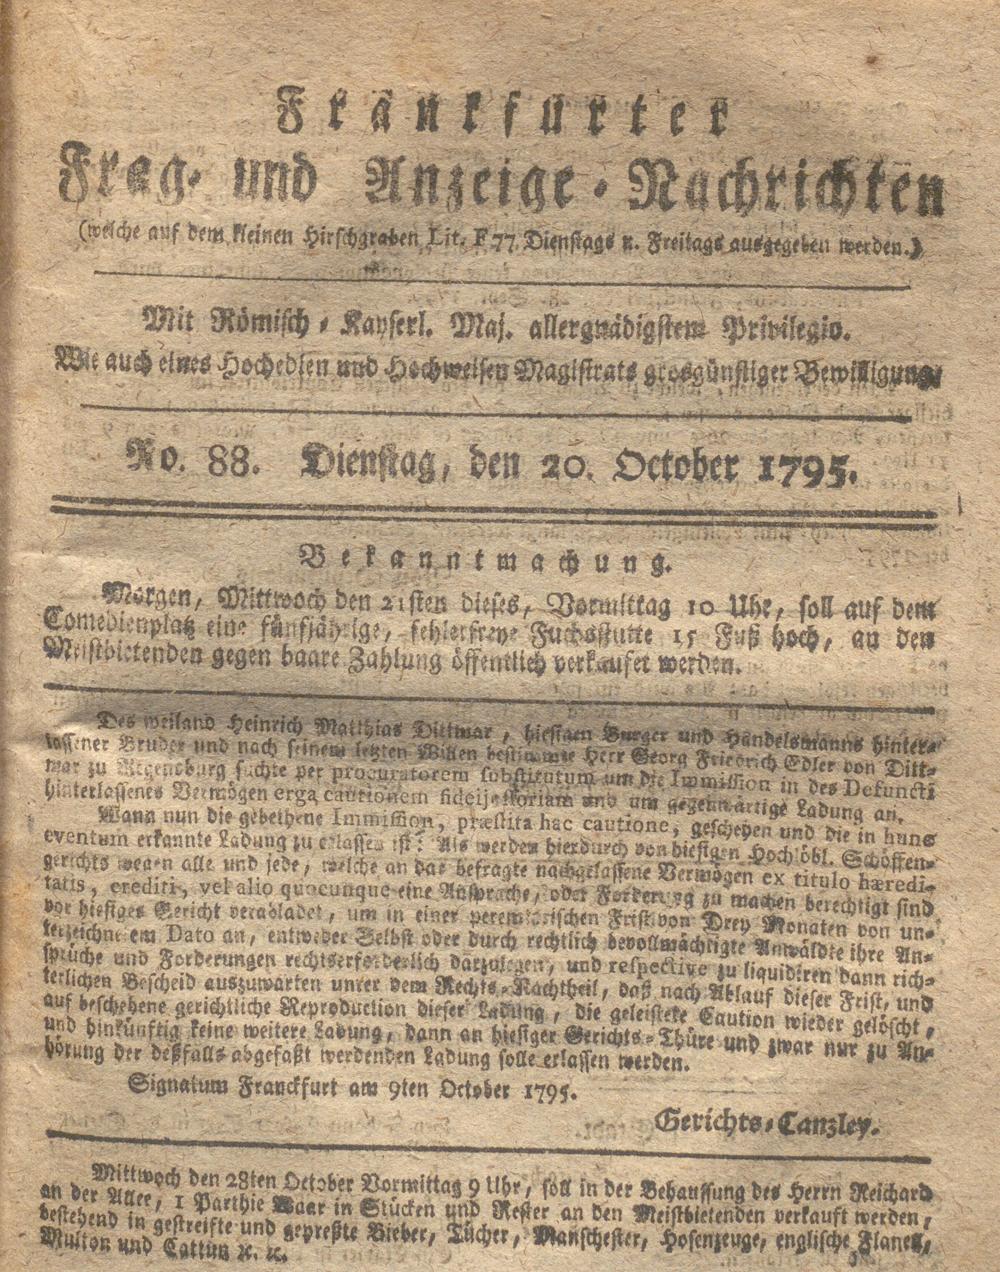 Frankfurter
Frag- und Anzeige-Nachrichten
(welche auf dem kleinen Hirschgraben Lit. F 77. Dienstags u. Freitags ausgegeben werden.)
Mit Römisch-Kayserl. Maj. allergnädigstem Privilegio.
Wie auch eines Hochedlen und Hochweisen Magistrats grosgünstiger Bewilligung.
No. 88. Dienstag, den 20. October 1795.
Bekanntmachung.
Morgen, Mittwoch den 21sten dieses, Vormittag 10 Uhr, soll auf dem
Comedienplatz eine fünfjährige, fehlerfreye Fuchsstutte 15 Fuß hoch, an den
Meistbietenden gegen baare Zahlung öffentlich verkaufet werden.
Des weiland Heinrich Matthias Dittmar, hiesigen Burger und Handelsmanns hinter-
lassener Bruder und nach seinem letzten Willen bestimmte Herr Georg Friedrich Edler von Ditt-
mar zu Regensburg suchte per procuratorem substitutum um die Immission in des Defuncti
hinterlassenes Vermögen erga cautionem fideijussoriam und um gegenwärtige Ladung an.
Wann nun die gebethene Immission, præstita hac cautione, geschehen und die in hunc
eventum erkannte Ladung zu erlassen ist: Als werden hierdurch von hiesigen Hochlöbl. Schöffen-
gerichts wegen alle und jede, welche an das befragte nachgelassene Vermögen ex titulo hæredi-
tatis, crediti, vel alio quocunque eine Ansprache, oder Forderung zu machen berechtigt sind
vor hiesiges Gericht verabladet, um in einer peremtorischen Frist von Drey Monaten von un-
terzeichnetem Dato an, entweder Selbst oder durch rechtlich bevollmächtigte Anwäldte ihre An-
sprüche und Forderungen rechtserforderlich darzulegen, und respective zu liquidiren dann rich-
terlichen Bescheid auszuwarten unter dem Rechts-Nachtheil, daß nach Ablauf dieser Frist, und
auf beschehene gerichtliche Reproduction dieser Ladung, die geleistete Caution wieder gelöscht,
und hinkünftig keine weitere Ladung, dann an hiesiger Gerichts-Thüre und zwar nur zu An-
hörung der deßfalls abgefaßt werdenden Ladung solle erlassen werden.
Signatum Franckfurt am 9ten October 1795.
Gerichts-Canzley.
Mittwoch den 28ten October Vormittag 9 Uhr, soll in der Behaussung des Herrn Reichard
an der Allee, 1 Parthie Waar in Stücken und Rester an den Meistbietenden verkauft werden,
bestehend in gestreifte und gepreßte Bieber, Tücher, Manschester, Hosenzeuge, englische Flanell,
Multon und Cattun ꝛc. ꝛc.